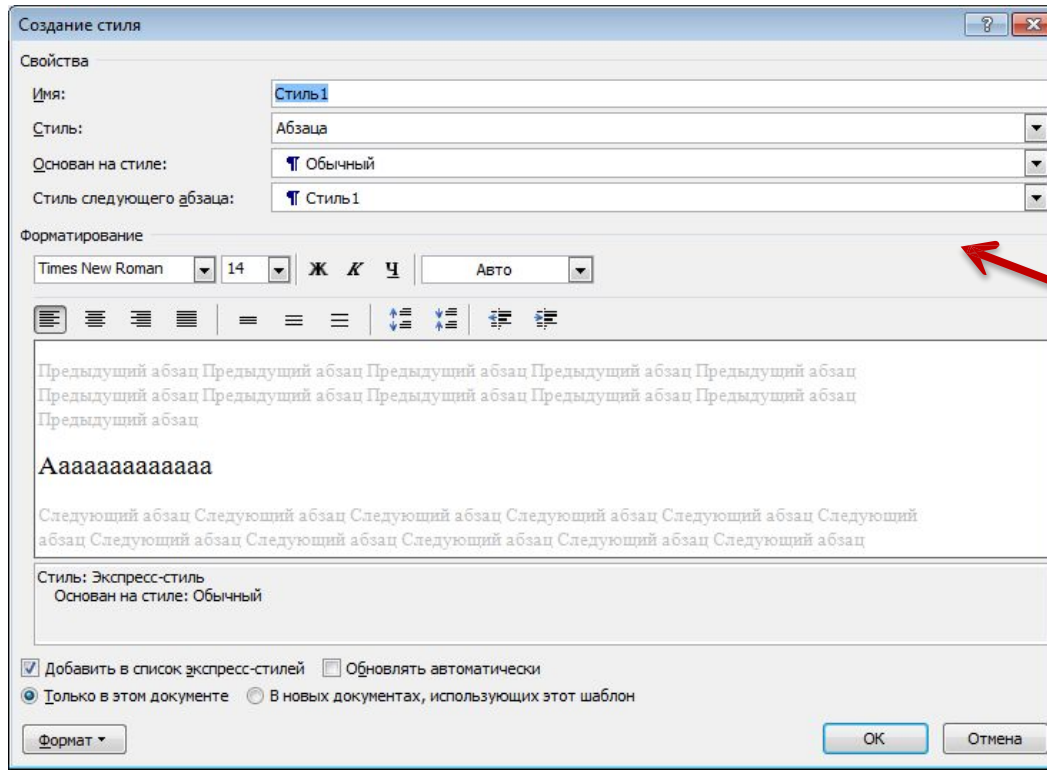 Создание стиля
Свойства
Имя:
Стиль1
Стиль:
Абзаца
Основан на стиле:
¶ Обычный
Стиль следующего абзаца:
¶ Стиль1
Форматирование
Times New Roman 14 Ж К Ч Авто
Предыдущий абзац Предыдущий абзац Предыдущий абзац Предыдущий абзац Предыдущий абзац
Предыдущий абзац Предыдущий абзац Предыдущий абзац Предыдущий абзац Предыдущий абзац
Предыдущий абзац
Аааааааааааааа
Следующий абзац Следующий абзац Следующий абзац Следующий абзац Следующий абзац Следующий
абзац Следующий абзац Следующий абзац Следующий абзац Следующий абзац Следующий абзац
Стиль: Экспресс-стиль
Основан на стиле: Обычный
Добавить в список экспресс-стилей Обновлять автоматически
Только в этом документе В новых документах, использующих этот шаблон
Формат ОК Отмена